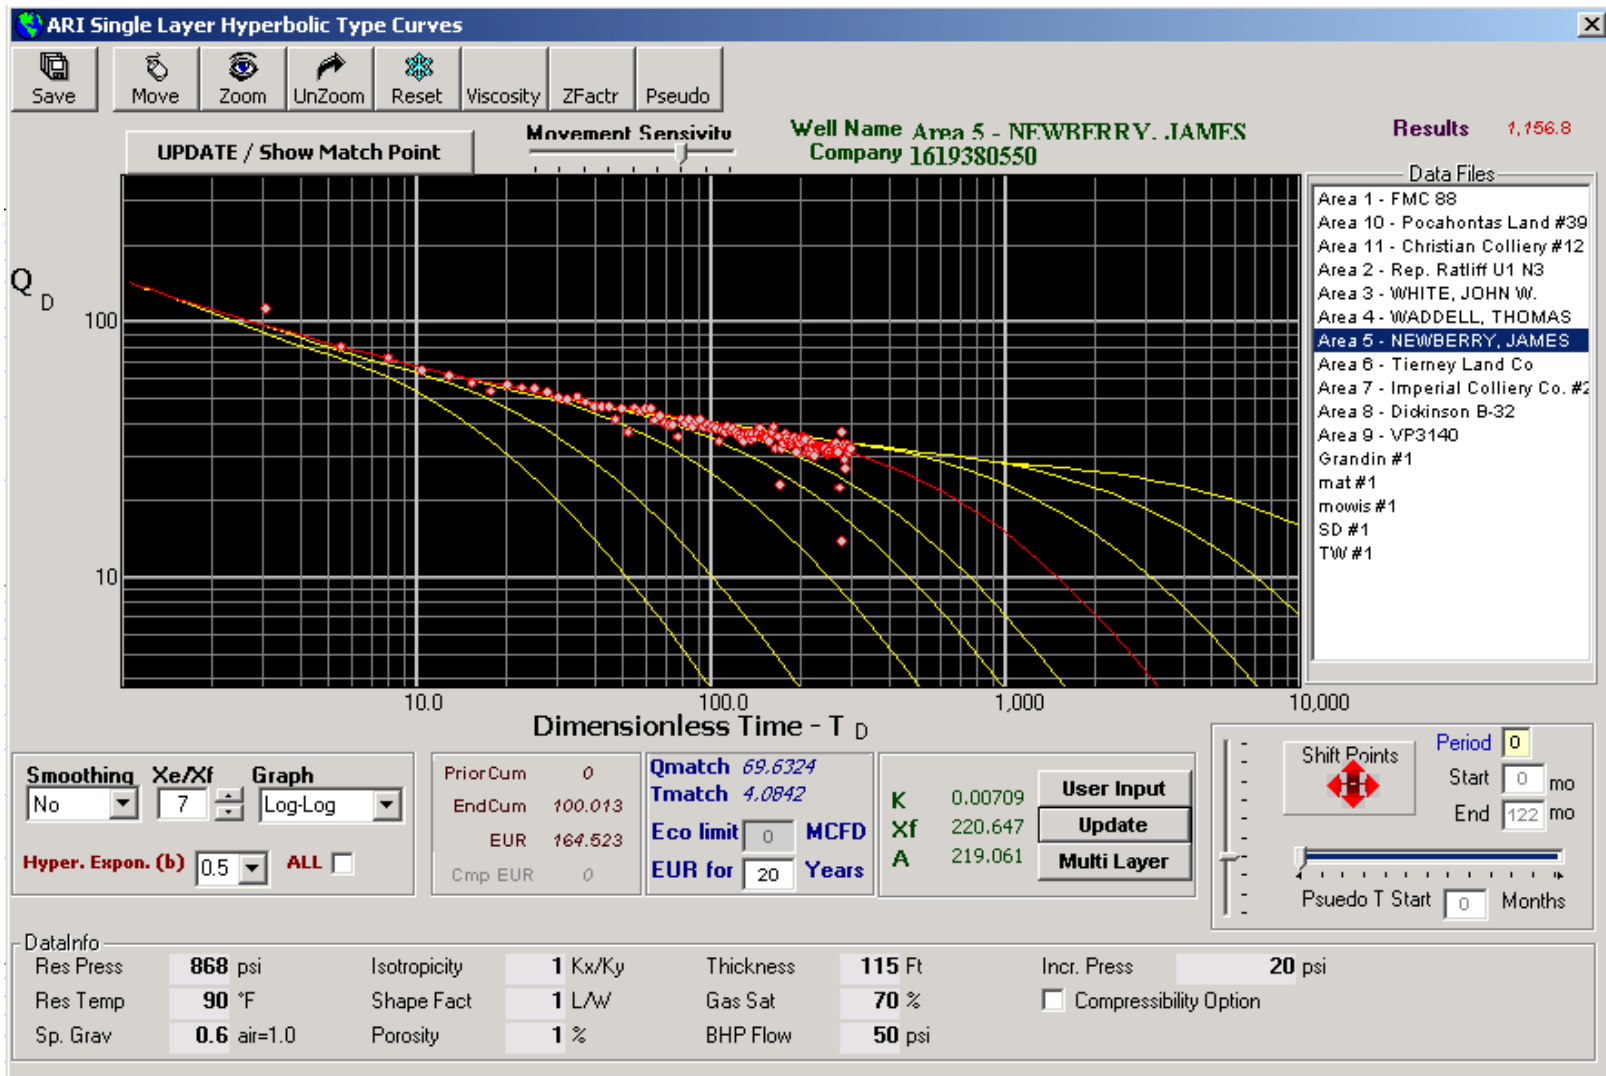 ARI Single Layer Hyperbolic Type Curves
Save Move Zoom UnZoom Reset Viscosity ZFactr Pseudo
UPDATE / Show Match Point
Movement Sensivity
Well Name Area 5 - NEWBERRY, JAMES
Company 1619380550
Results 1,156.8
Data Files
Area 1 - FMC 88
Area 10 - Pocahontas Land #39
Area 11 - Christian Colliery #12
Area 2 - Rep. Ratliff U1 N3
Area 3 - WHITE, JOHN W.
Area 4 - WADDELL, THOMAS
Area 5 - NEWBERRY, JAMES
Area 6 - Tierney Land Co
Area 7 - Imperial Colliery Co. #2
Area 8 - Dickinson B-32
Area 9 - VP3140
Grandin #1
mat #1
mowis #1
SD #1
TW #1
Q D
100
10
10.0 100.0 1,000 10,000
Dimensionless Time - T D
Smoothing Xe/Xf Graph
No 7 Log-Log
Hyper. Expon. (b) 0.5 ALL
PriorCum 0
EndCum 100.013
EUR 164.523
Cmp EUR 0
Qmatch 69.6324
Tmatch 4.0842
Eco limit 0 MCFD
EUR for 20 Years
K 0.00709
Xf 220.647
A 219.061
User Input
Update
Multi Layer
Shift Points
Period 0
Start 0 mo
End 122 mo
Psuedo T Start 0 Months
DataInfo
Res Press 868 psi Isotropicity 1 Kx/Ky Thickness 115 Ft Incr. Press 20 psi
Res Temp 90 °F Shape Fact 1 L/W Gas Sat 70 % Compressibility Option
Sp. Grav 0.6 air=1.0 Porosity 1 % BHP Flow 50 psi